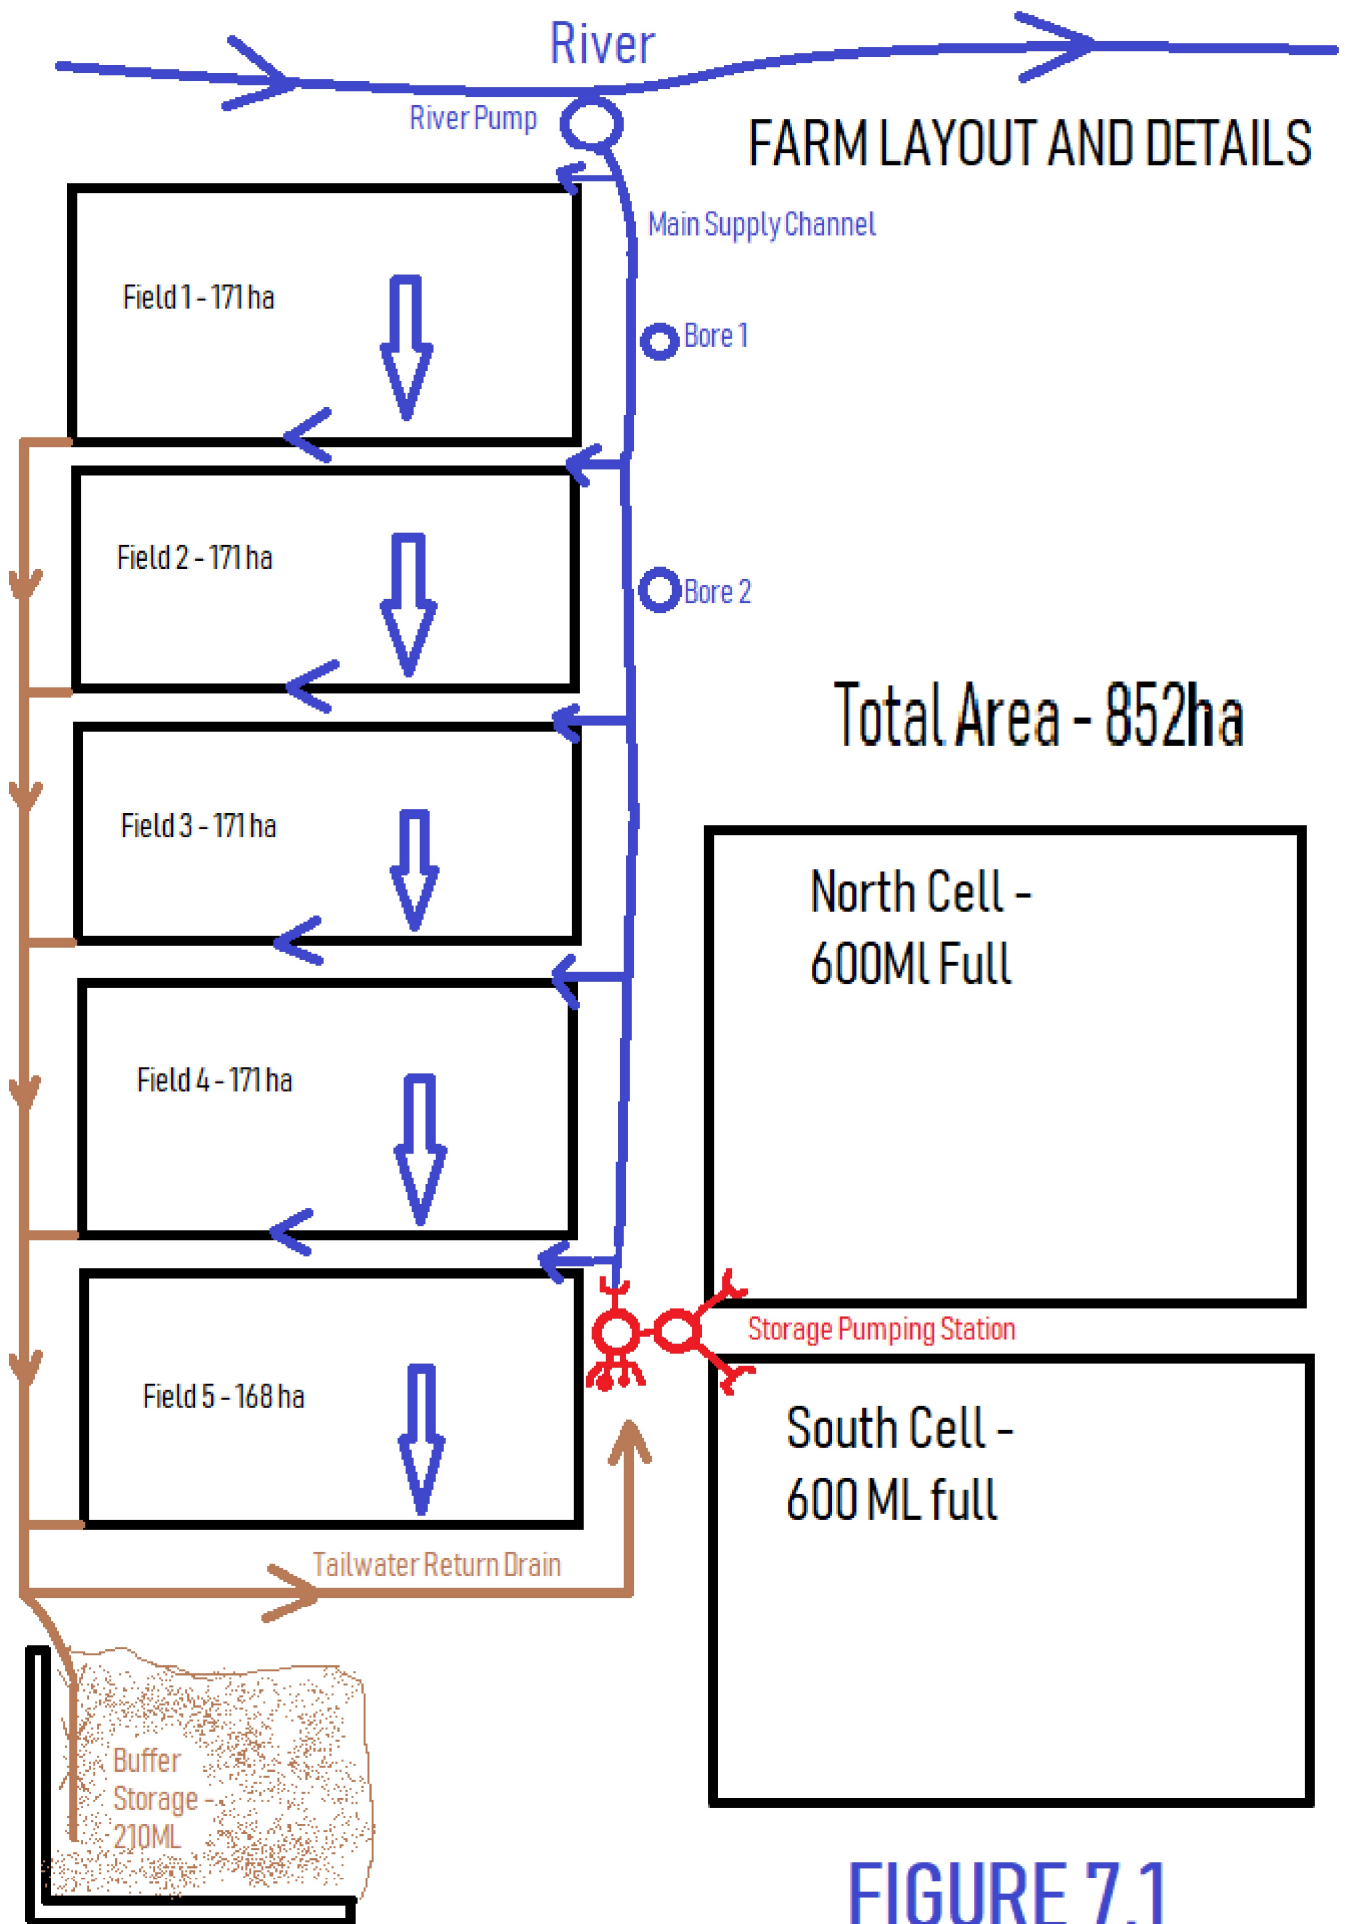 River
River Pump
FARM LAYOUT AND DETAILS
Main Supply Channel
Field 1 - 171 ha
Bore 1
Field 2 - 171 ha
Bore 2
Total Area - 852ha
Field 3 - 171 ha
North Cell -
600Ml Full
Field 4 - 171 ha
Storage Pumping Station
Field 5 - 168 ha
South Cell -
600 ML full
Tailwater Return Drain
Buffer
Storage -
210ML
FIGURE 7.1